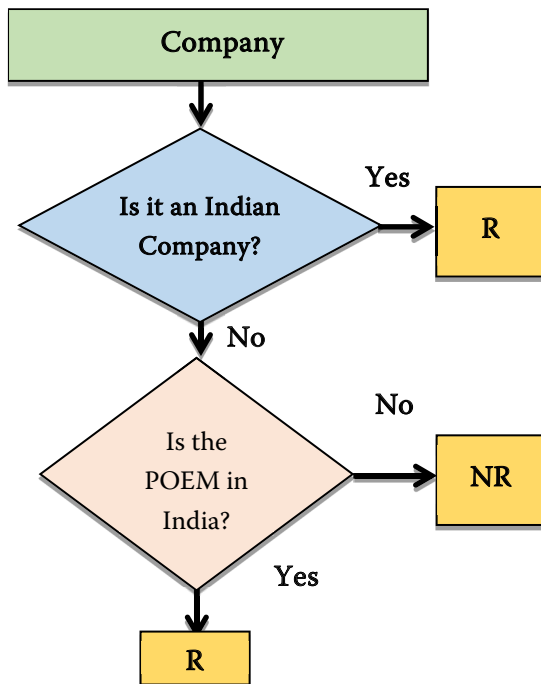 Company
Is it an Indian
Company?
Yes
R
No
Is the
POEM in
India?
No
NR
Yes
R